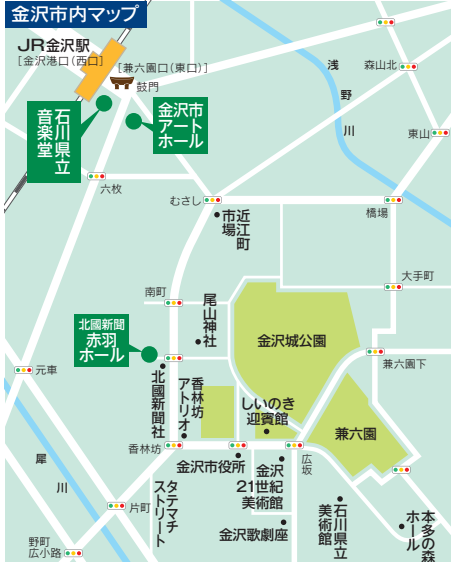 金沢市内マップ
JR金沢駅
[金沢港口(西口)]
[兼六園口(東口)]
鼓門
石川県立
音楽堂
金沢市
アート
ホール
浅野川
森山北
東山
六枚
むさし
橋場
近江町
市場
大手町
南町
尾山神社
金沢城公園
北國新聞
赤羽
ホール
元車
兼六園下
北國新聞社
香林坊
アトリオ
しいのき
迎賓館
兼六園
香林坊
金沢市役所
広坂
金沢
21世紀
美術館
犀川
片町
タテマチ
ストリート
金沢歌劇座
石川県立
美術館
本多の森
ホール
野町
広小路